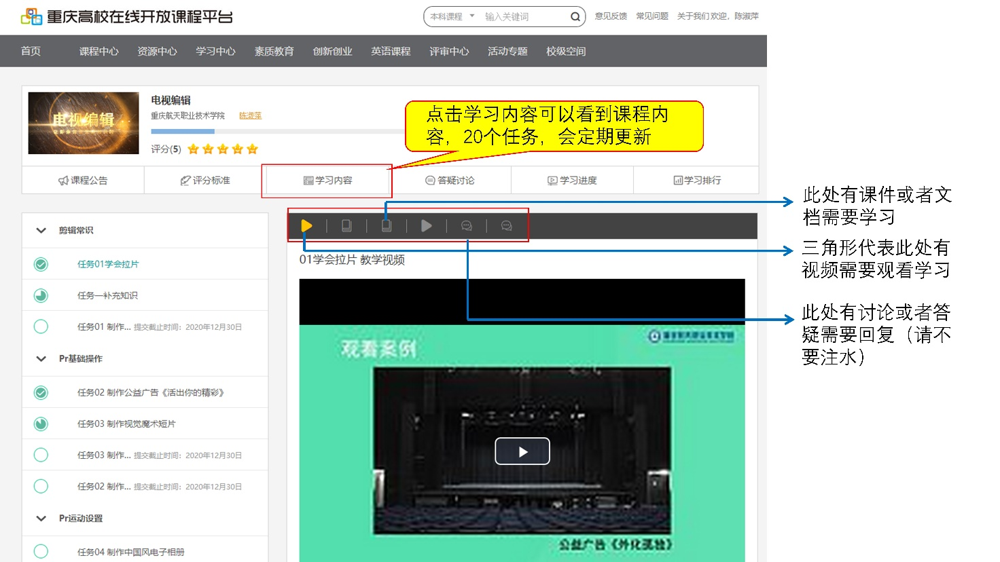 重庆高校在线开放课程平台
本科课程 输入关键词 意见反馈 常见问题 关于我们 欢迎，陈淑萍
首页 课程中心 资源中心 学习中心 素质教育 创新创业 英语课程 评审中心 活动专题 校级空间
电视编辑
电视编辑
重庆航天职业技术学院 陈淑萍
评分(5)
点击学习内容可以看到课程内
容，20个任务，会定期更新
课程公告 评分标准 学习内容 答疑讨论 学习进度 学习排行
此处有课件或者文
档需要学习
三角形代表此处有
视频需要观看学习
此处有讨论或者答
疑需要回复（请不
要注水）
剪辑常识
任务01学会拉片
任务一补充知识
任务01 制作... 提交截止时间：2020年12月30日
Pr基础操作
任务02 制作公益广告《活出你的精彩》
任务03 制作视觉魔术短片
任务03 制作... 提交截止时间：2020年12月30日
任务02 制作... 提交截止时间：2020年12月30日
Pr运动设置
任务04 制作中国风电子相册
01学会拉片 教学视频
观看案例
公益广告《外化孤独》